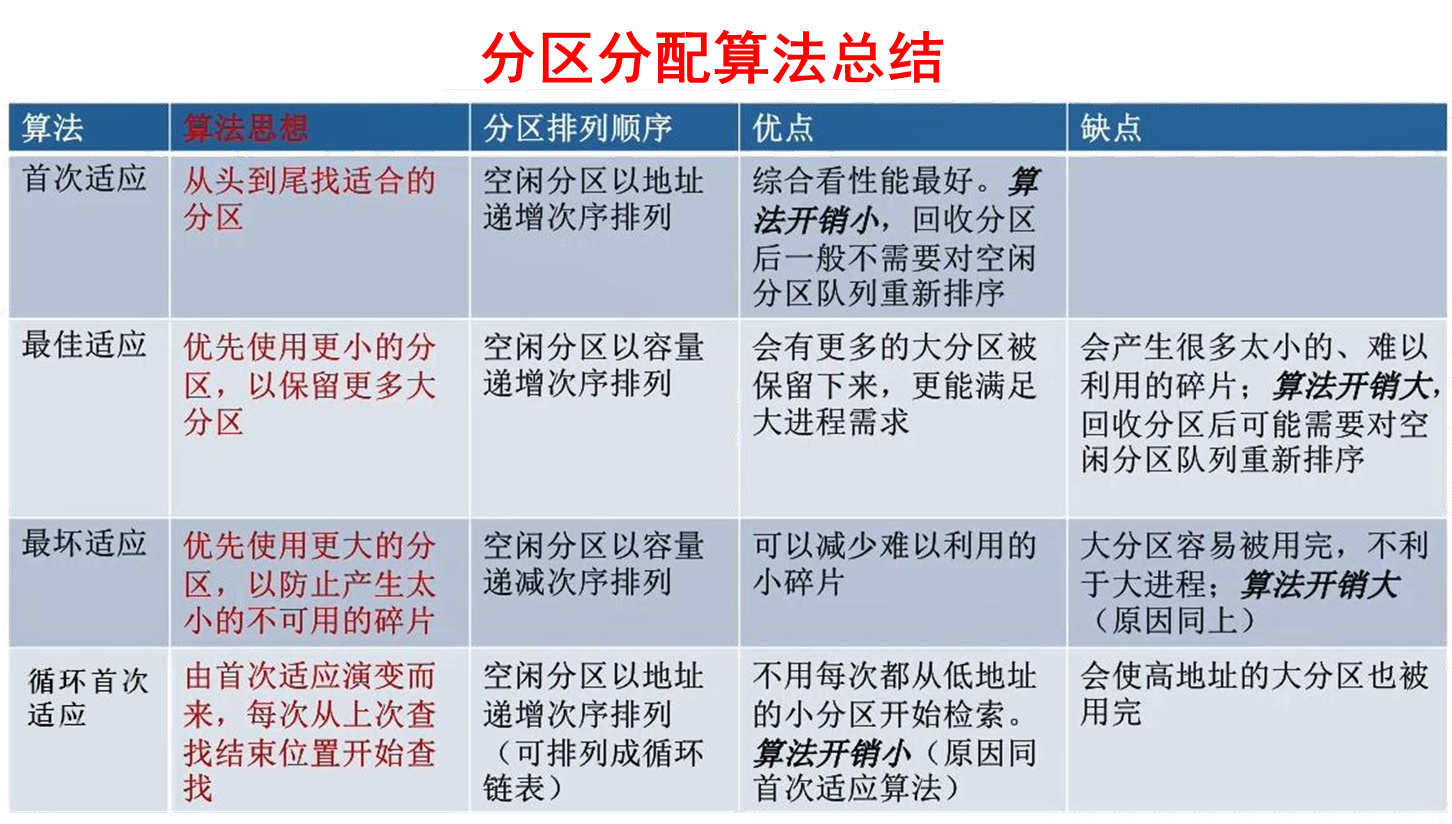 分区分配算法总结
算法
算法思想
分区排列顺序
优点
缺点
首次适应
从头到尾找适合的
分区
空闲分区以地址
递增次序排列
综合看性能最好。算
法开销小，回收分区
后一般不需要对空闲
分区队列重新排序
最佳适应
优先使用更小的分
区，以保留更多大
分区
空闲分区以容量
递增次序排列
会有更多的大分区被
保留下来，更能满足
大进程需求
会产生很多太小的、难以
利用的碎片；算法开销大，
回收分区后可能需要对空
闲分区队列重新排序
最坏适应
优先使用更大的分
区，以防止产生太
小的不可用的碎片
空闲分区以容量
递减次序排列
可以减少难以利用的
小碎片
大分区容易被用完，不利
于大进程；算法开销大
（原因同上）
循环首次
适应
由首次适应演变而
来，每次从上次查
找结束位置开始查
找
空闲分区以地址
递增次序排列
（可排列成循环
链表）
不用每次都从低地址
的小分区开始检索。
算法开销小（原因同
首次适应算法）
会使高地址的大分区也被
用完